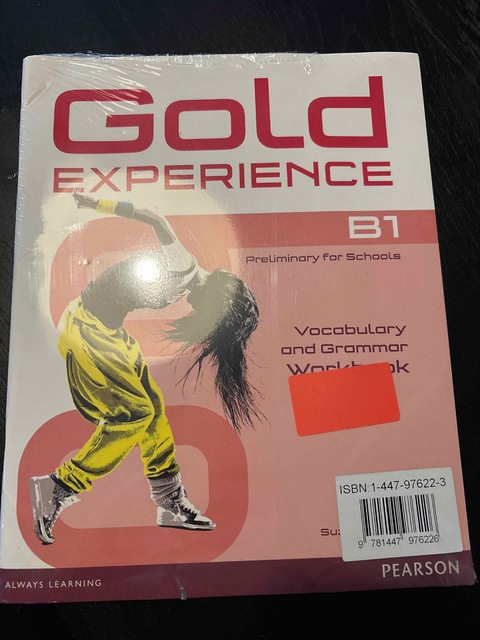 Gold
EXPERIENCE
B1
Preliminary for Schools
Vocabulary
and Grammar
Workbook
ISBN:1-447-97622-3
9 781447 976226
ALWAYS LEARNING
PEARSON